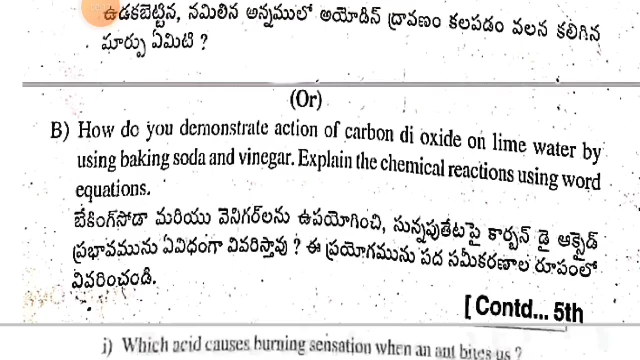 ఉడకబెట్టిన, నమిలిన అన్నములో అయోడిన్ ద్రావణం కలపడం వలన కలిగిన
మార్పు ఏమిటి ?
(Or)
B) How do you demonstrate action of carbon di oxide on lime water by
using baking soda and vinegar. Explain the chemical reactions using word
equations.
బేకింగ్‌సోడా మరియు వెనిగర్‌లను ఉపయోగించి, సున్నపుతేటపై కార్బన్ డై ఆక్సైడ్
ప్రభావమును ఏవిధంగా వివరిస్తావు ? ఈ ప్రయోగమును పద సమీకరణాల రూపంలో
వివరించండి.
[ Contd... 5th
i) Which acid causes burning sensation when an ant bites us ?